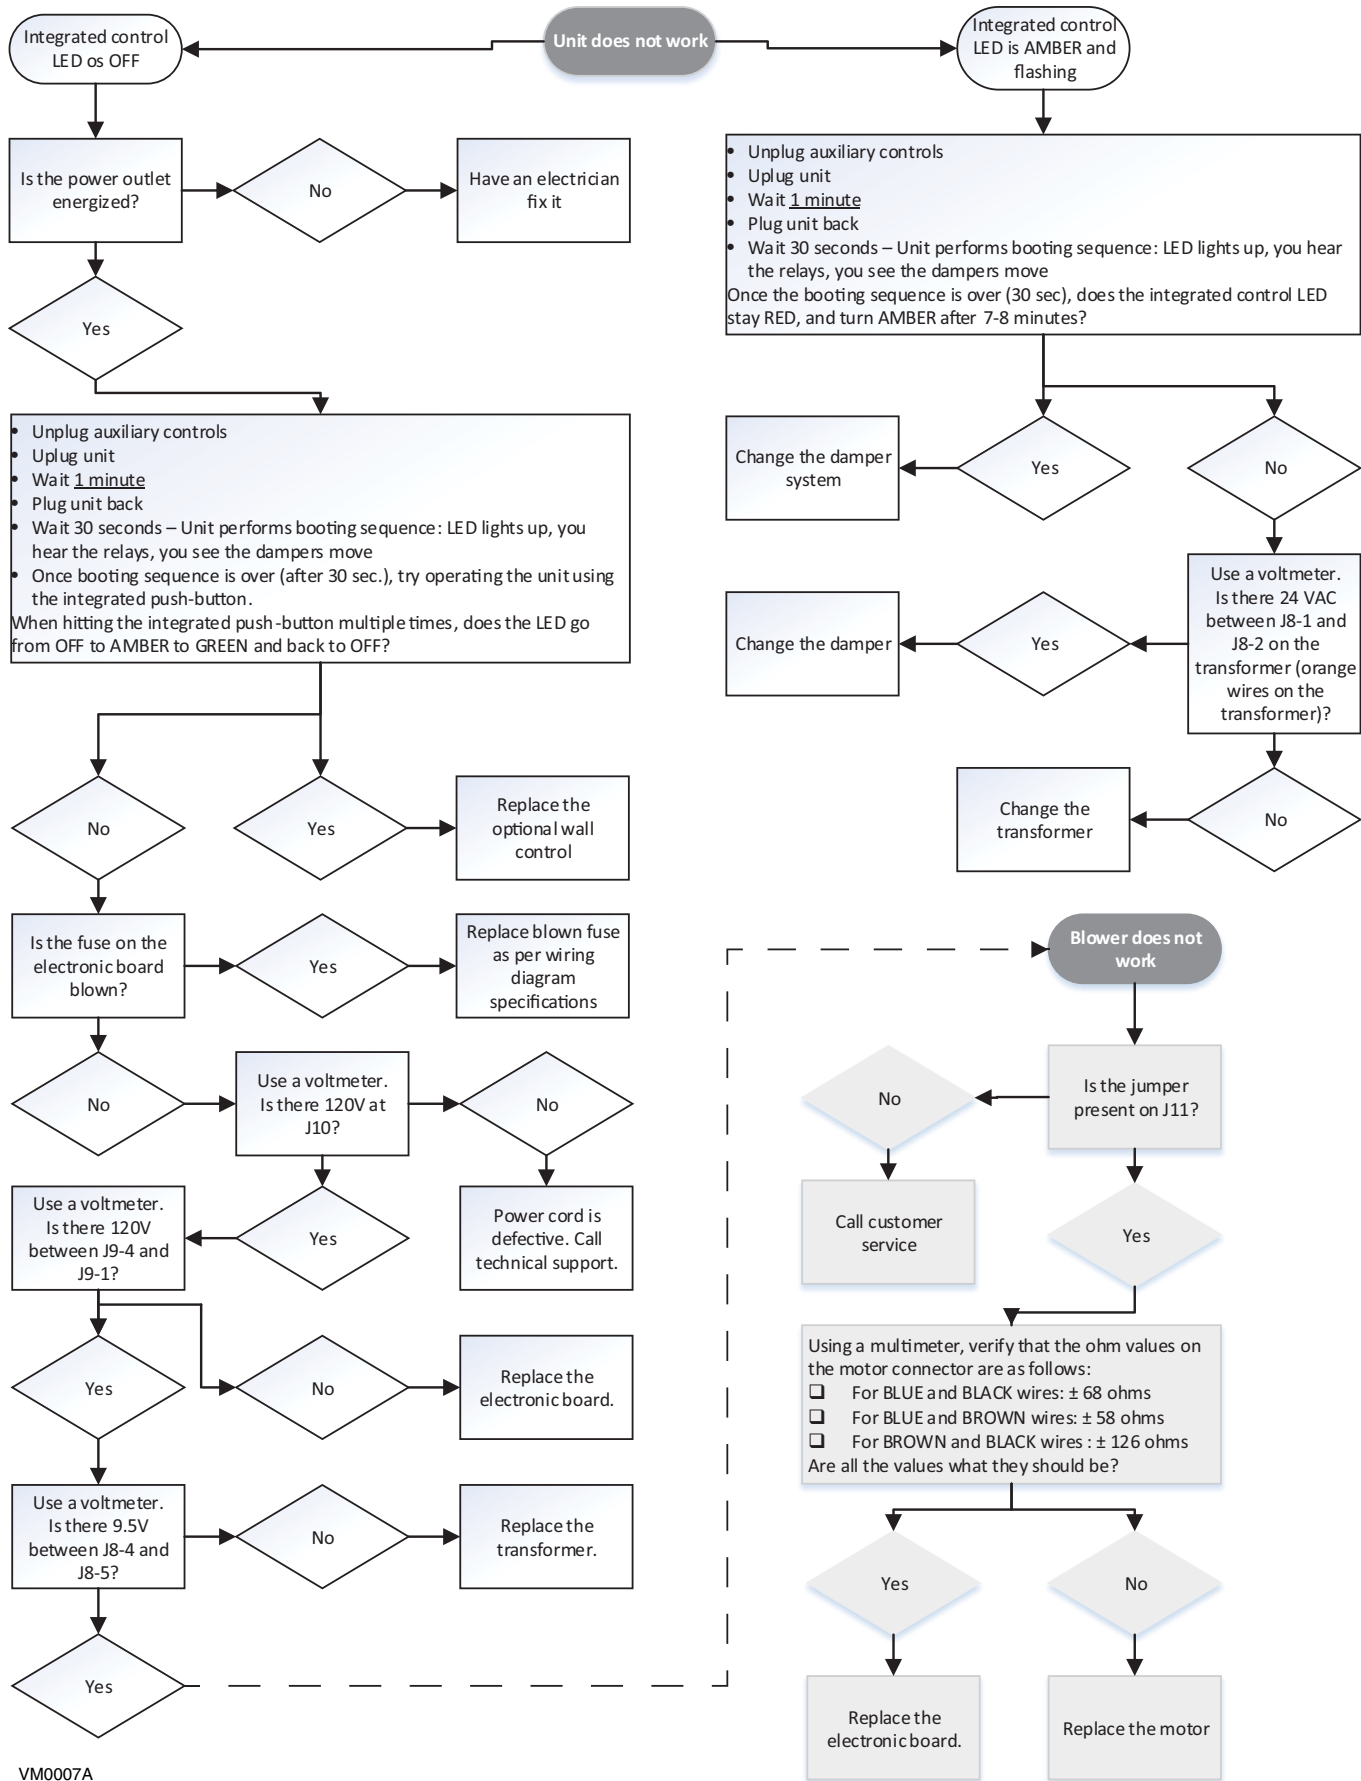 Unit does not work
Integrated control
LED os OFF
Is the power outlet
energized?
No
Have an electrician
fix it
Yes
• Unplug auxiliary controls
• Uplug unit
• Wait 1 minute
• Plug unit back
• Wait 30 seconds – Unit performs booting sequence: LED lights up, you
hear the relays, you see the dampers move
• Once booting sequence is over (after 30 sec.), try operating the unit using
the integrated push-button.
When hitting the integrated push-button multiple times, does the LED go
from OFF to AMBER to GREEN and back to OFF?
No
Yes
Replace the
optional wall
control
Is the fuse on the
electronic board
blown?
Yes
Replace blown fuse
as per wiring
diagram
specifications
No
Use a voltmeter.
Is there 120V at
J10?
No
Use a voltmeter.
Is there 120V
between J9-4 and
J9-1?
Yes
Power cord is
defective. Call
technical support.
Yes
No
Replace the
electronic board.
Use a voltmeter.
Is there 9.5V
between J8-4 and
J8-5?
No
Replace the
transformer.
Yes
Integrated control
LED is AMBER and
flashing
• Unplug auxiliary controls
• Uplug unit
• Wait 1 minute
• Plug unit back
• Wait 30 seconds – Unit performs booting sequence: LED lights up, you hear
the relays, you see the dampers move
Once the booting sequence is over (30 sec), does the integrated control LED
stay RED, and turn AMBER after 7-8 minutes?
Change the damper
system
Yes
No
Change the damper
Yes
Use a voltmeter.
Is there 24 VAC
between J8-1 and
J8-2 on the
transformer (orange
wires on the
transformer)?
Change the
transformer
No
Blower does not
work
No
Is the jumper
present on J11?
Call customer
service
Yes
Using a multimeter, verify that the ohm values on
the motor connector are as follows:
❑ For BLUE and BLACK wires: ± 68 ohms
❑ For BLUE and BROWN wires: ± 58 ohms
❑ For BROWN and BLACK wires : ± 126 ohms
Are all the values what they should be?
Yes
No
Replace the
electronic board.
Replace the motor
VM0007A